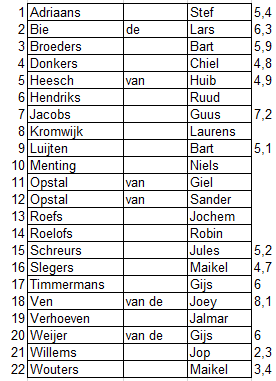 1 Adriaans Stef 5,4
2 Bie de Lars 6,3
3 Broeders Bart 5,9
4 Donkers Chiel 4,8
5 Heesch van Huib 4,9
6 Hendriks Ruud
7 Jacobs Guus 7,2
8 Kromwijk Laurens
9 Luijten Bart 5,1
10 Menting Niels
11 Opstal van Giel
12 Opstal van Sander
13 Roefs Jochem
14 Roelofs Robin
15 Schreurs Jules 5,2
16 Slegers Maikel 4,7
17 Timmermans Gijs 6
18 Ven van de Joey 8,1
19 Verhoeven Jalmar
20 Weijer van de Gijs 6
21 Willems Jop 2,3
22 Wouters Maikel 3,4